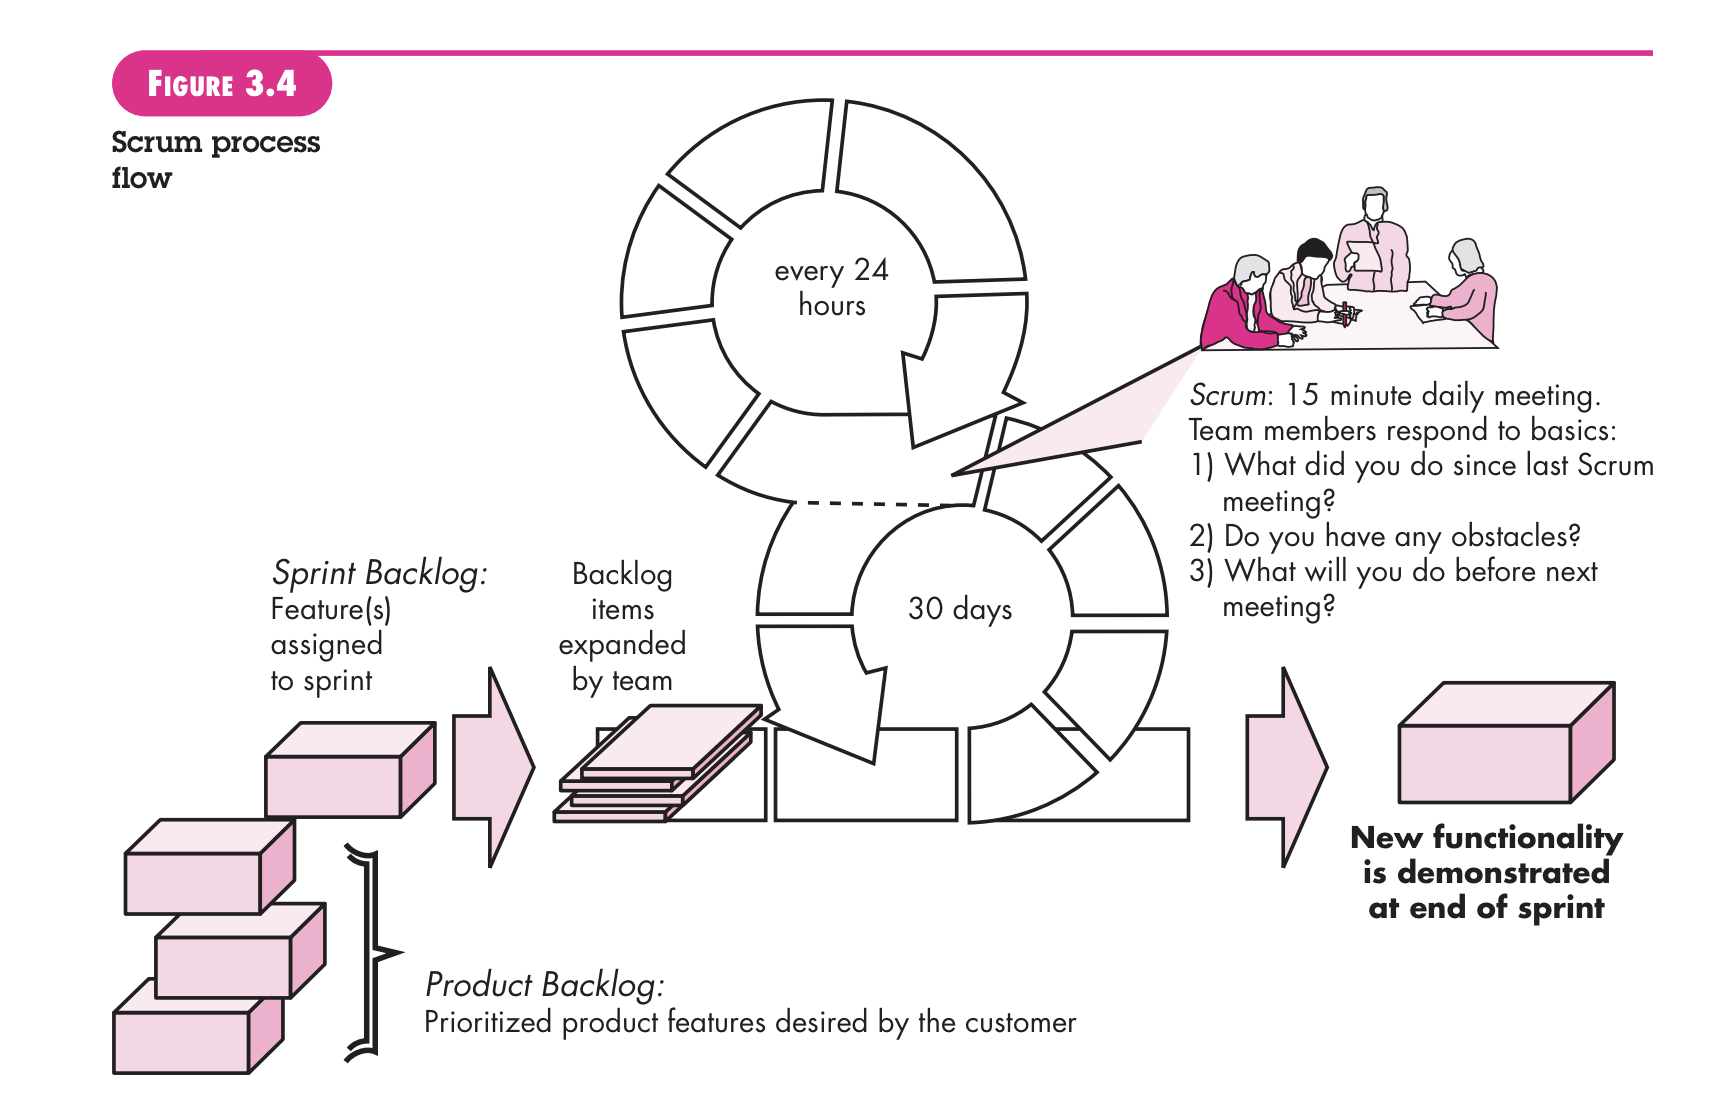 FIGURE 3.4
Scrum process
flow
every 24
hours
Scrum: 15 minute daily meeting.
Team members respond to basics:
1) What did you do since last Scrum
meeting?
2) Do you have any obstacles?
3) What will you do before next
meeting?
Sprint Backlog:
Feature(s)
assigned
to sprint
Backlog
items
expanded
by team
30 days
New functionality
is demonstrated
at end of sprint
Product Backlog:
Prioritized product features desired by the customer